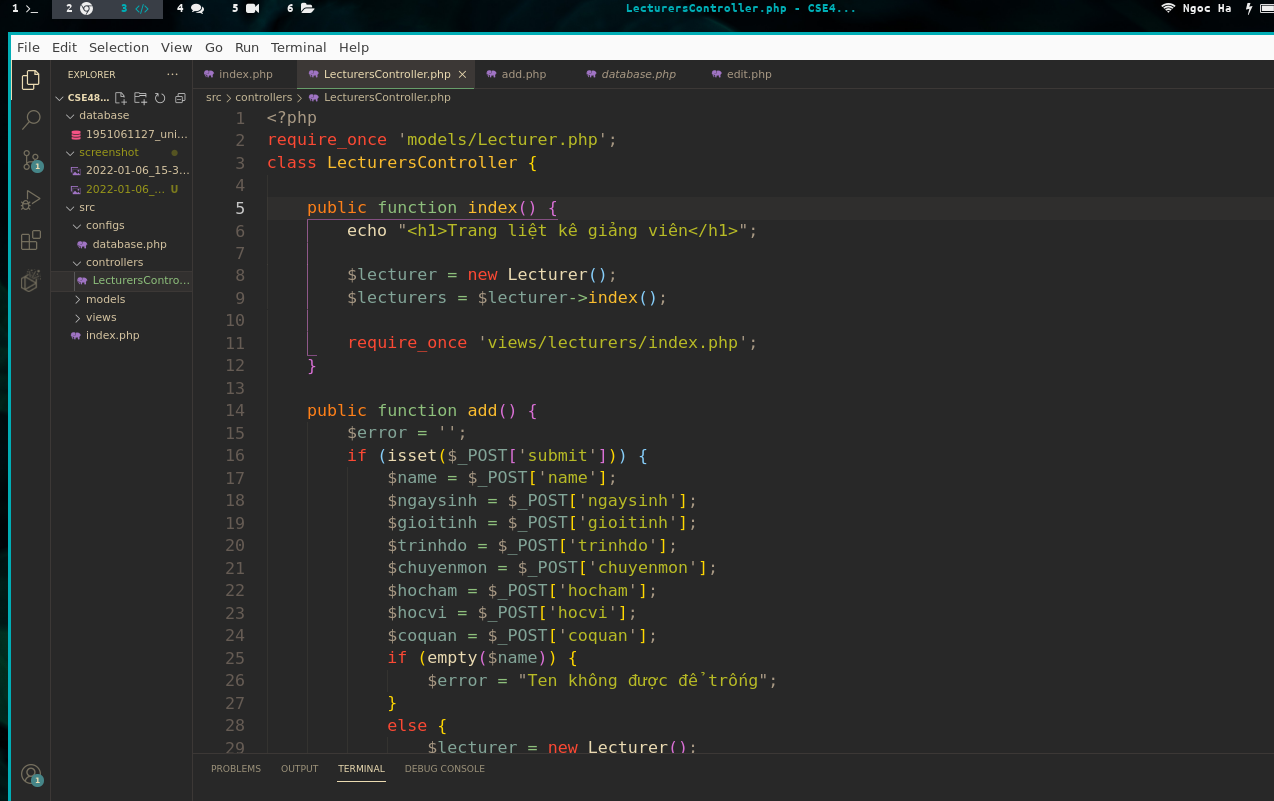 1 >_ 2 3 </> 4 5 6 LecturersController.php - CSE4... Ngoc Ha
File Edit Selection View Go Run Terminal Help
EXPLORER ... index.php LecturersController.php × add.php database.php edit.php
CSE48...
src > controllers > LecturersController.php
database
1951061127_uni...
screenshot
2022-01-06_15-3...
2022-01-06_... U
src
configs
database.php
controllers
LecturersContro...
models
views
index.php
1
1
1 <?php
2 require_once 'models/Lecturer.php';
3 class LecturersController {
4
5 public function index() {
6 echo "<h1>Trang liệt kê giảng viên</h1>";
7
8 $lecturer = new Lecturer();
9 $lecturers = $lecturer->index();
10
11 require_once 'views/lecturers/index.php';
12 }
13
14 public function add() {
15 $error = '';
16 if (isset($_POST['submit'])) {
17 $name = $_POST['name'];
18 $ngaysinh = $_POST['ngaysinh'];
19 $gioitinh = $_POST['gioitinh'];
20 $trinhdo = $_POST['trinhdo'];
21 $chuyenmon = $_POST['chuyenmon'];
22 $hocham = $_POST['hocham'];
23 $hocvi = $_POST['hocvi'];
24 $coquan = $_POST['coquan'];
25 if (empty($name)) {
26 $error = "Ten không được để trống";
27 }
28 else {
29 $lecturer = new Lecturer();
PROBLEMS OUTPUT TERMINAL DEBUG CONSOLE